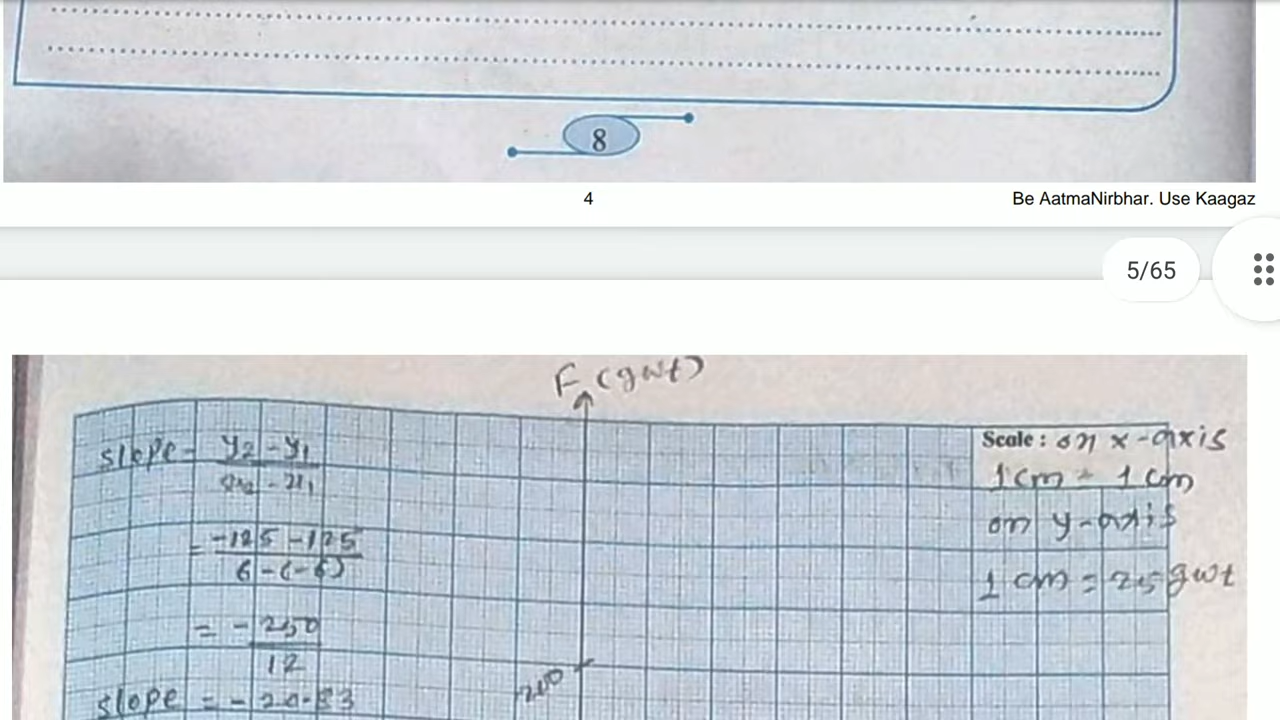 8
4
Be AatmaNirbhar. Use Kaagaz
5/65
F (gwt)
slope = y2 - y1
x2 - x1
= -125 - 125
6 - (-6)
= - 250
12
slope = - 20.83
Scale : on x-axis
1 cm = 1 cm
on y-axis
1 cm = 25 gwt
200